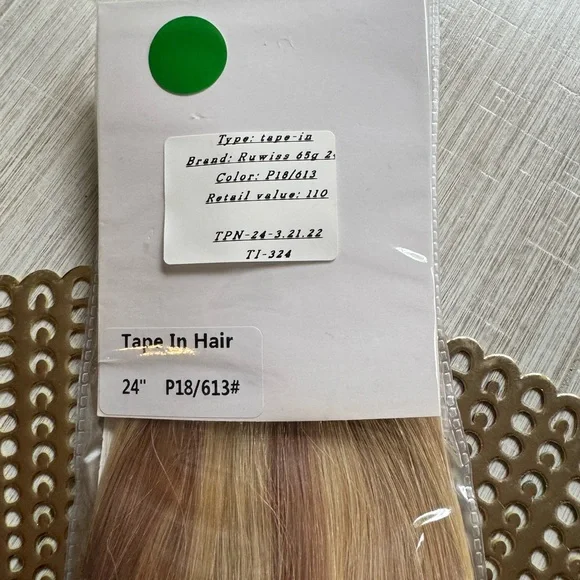 Type: tape-in
Brand: Ruwiss 65g
Color: P18/613
Retail value: 110
TPN-24-3.21.22
TI-324
Tape In Hair
24" P18/613#